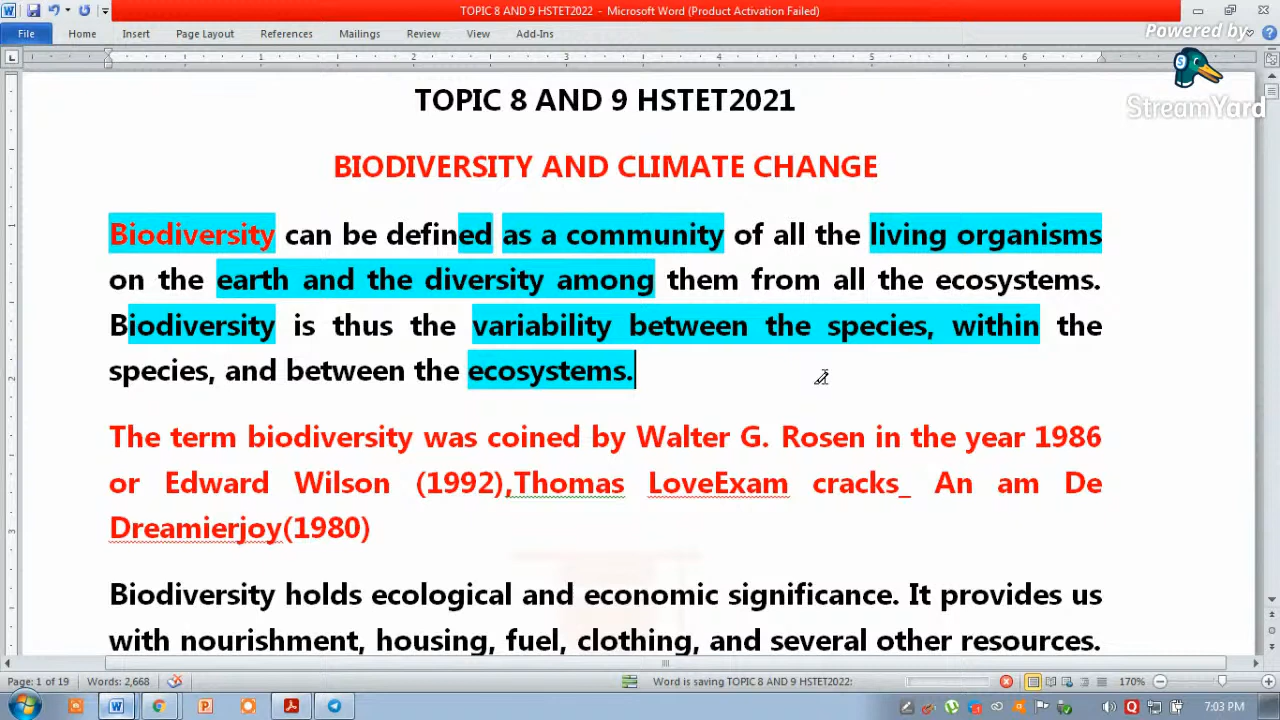 TOPIC 8 AND 9 HSTET2022 - Microsoft Word (Product Activation Failed)
File Home Insert Page Layout References Mailings Review View Add-Ins
Powered by
StreamYard
1 2 3 4 5 6
TOPIC 8 AND 9 HSTET2021
BIODIVERSITY AND CLIMATE CHANGE
Biodiversity can be defined as a community of all the living organisms
on the earth and the diversity among them from all the ecosystems.
Biodiversity is thus the variability between the species, within the
species, and between the ecosystems.
The term biodiversity was coined by Walter G. Rosen in the year 1986
or Edward Wilson (1992),Thomas LoveExam cracks_ An am De
Dreamierjoy(1980)
Biodiversity holds ecological and economic significance. It provides us
with nourishment, housing, fuel, clothing, and several other resources.
Page: 1 of 19 Words: 2,668 Word is saving TOPIC 8 AND 9 HSTET2022: 170%
7:03 PM